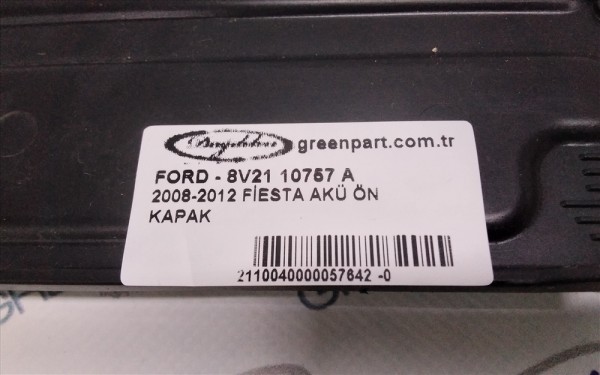 greenpart.com.tr
FORD - 8V21 10757 A
2008-2012 FİESTA AKÜ ÖN
KAPAK
2110040000057642 -0